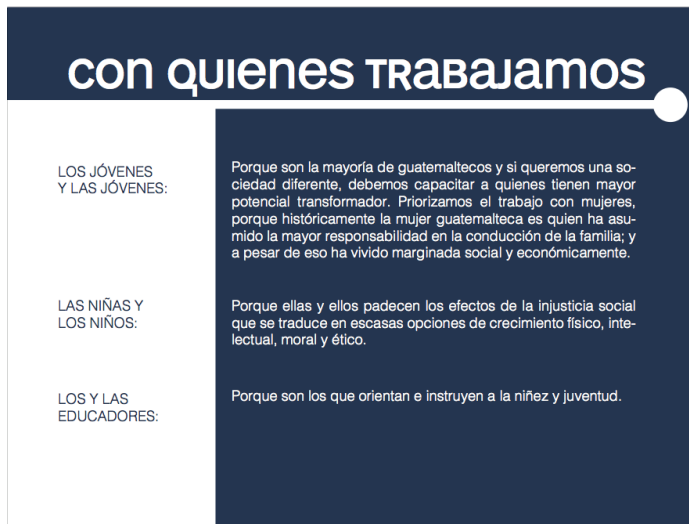 con quienes trabajamos
LOS JÓVENES
Y LAS JÓVENES:
Porque son la mayoría de guatemaltecos y si queremos una so-
ciedad diferente, debemos capacitar a quienes tienen mayor
potencial transformador. Priorizamos el trabajo con mujeres,
porque históricamente la mujer guatemalteca es quien ha asu-
mido la mayor responsabilidad en la conducción de la familia; y
a pesar de eso ha vivido marginada social y económicamente.
LAS NIÑAS Y
LOS NIÑOS:
Porque ellas y ellos padecen los efectos de la injusticia social
que se traduce en escasas opciones de crecimiento físico, inte-
lectual, moral y ético.
LOS Y LAS
EDUCADORES:
Porque son los que orientan e instruyen a la niñez y juventud.